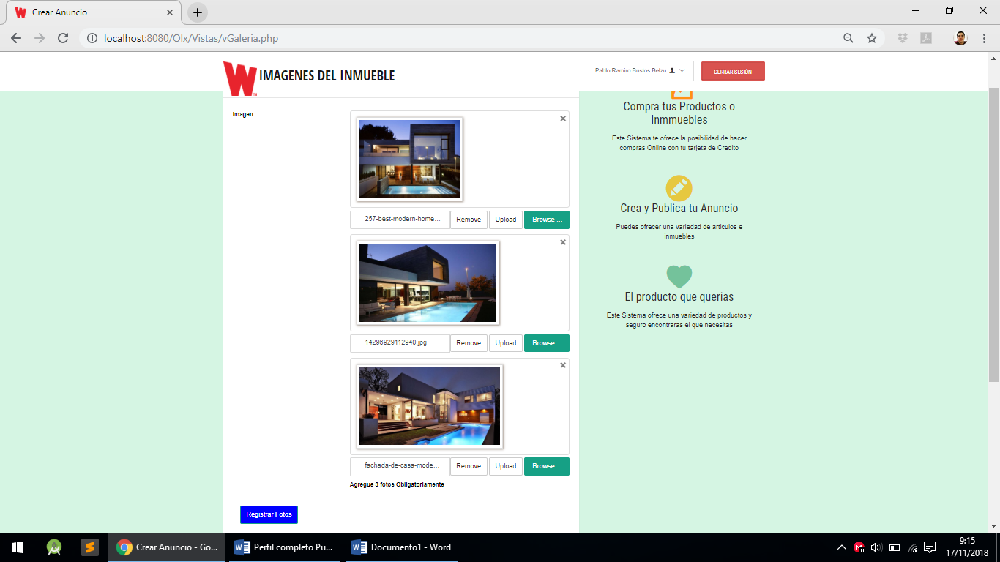 Crear Anuncio
localhost:8080/Olx/Vistas/vGaleria.php
W IMAGENES DEL INMUEBLE
Pablo Ramiro Bustos Belzu
CERRAR SESIÓN
Imagen
257-best-modern-home...
Remove
Upload
Browse ...
14296929112940.jpg
Remove
Upload
Browse ...
fachada-de-casa-mode...
Remove
Upload
Browse ...
Agregue 3 fotos Obligatoriamente
Registrar Fotos
Compra tus Productos o
Inmmuebles
Este Sistema te ofrece la posibilidad de hacer
compras Online con tu tarjeta de Credito
Crea y Publica tu Anuncio
Puedes ofrecer una variedad de articulos e
inmuebles
El producto que querias
Este Sistema ofrece una variedad de productos y
seguro encontraras el que necesitas
Crear Anuncio - Go...
Perfil completo Pu...
Documento1 - Word
9:15
17/11/2018